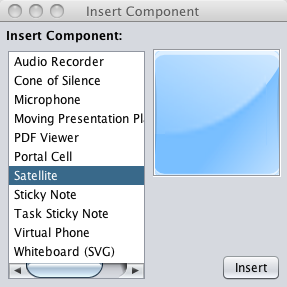 Insert Component
Insert Component:
Audio Recorder
Cone of Silence
Microphone
Moving Presentation Pl
PDF Viewer
Portal Cell
Satellite
Sticky Note
Task Sticky Note
Virtual Phone
Whiteboard (SVG)
Insert